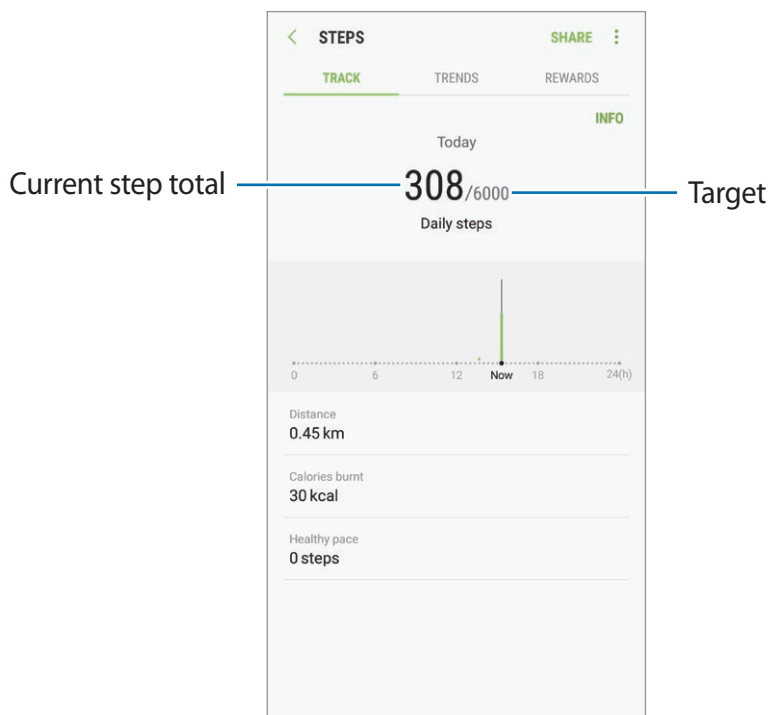 STEPS SHARE
TRACK TRENDS REWARDS
INFO
Today
Current step total 308/6000 Target
Daily steps
0 6 12 Now 18 24(h)
Distance
0.45 km
Calories burnt
30 kcal
Healthy pace
0 steps